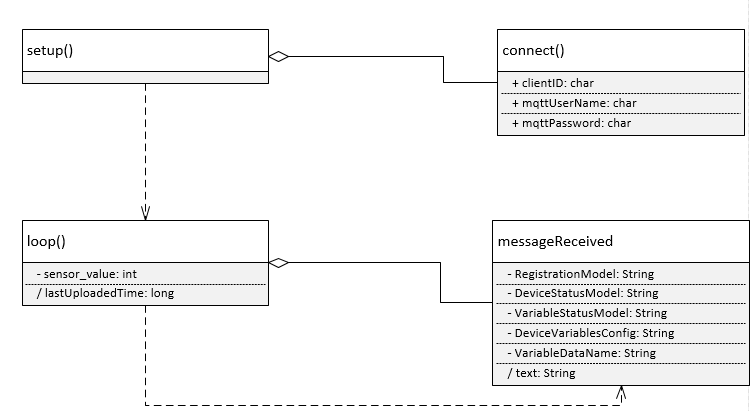 setup()
connect()
+ clientID: char
+ mqttUserName: char
+ mqttPassword: char
loop()
- sensor_value: int
/ lastUploadedTime: long
messageReceived
- RegistrationModel: String
- DeviceStatusModel: String
- VariableStatusModel: String
- DeviceVariablesConfig: String
- VariableDataName: String
/ text: String